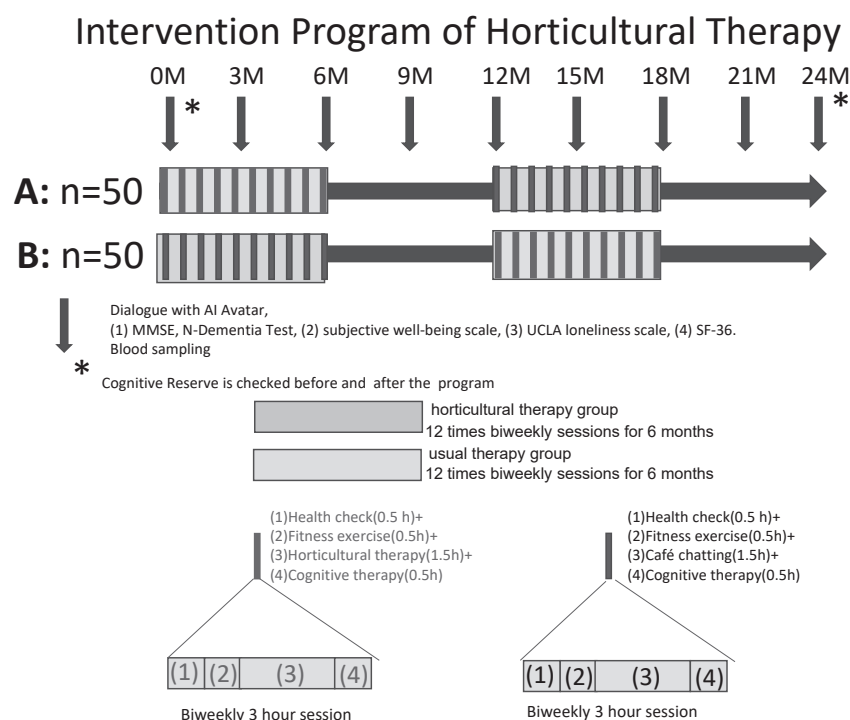 Intervention Program of Horticultural Therapy
0M 3M 6M 9M 12M 15M 18M 21M 24M
* *
A: n=50
B: n=50
Dialogue with AI Avatar,
(1) MMSE, N-Dementia Test, (2) subjective well-being scale, (3) UCLA loneliness scale, (4) SF-36.
Blood sampling
* Cognitive Reserve is checked before and after the program
horticultural therapy group
12 times biweekly sessions for 6 months
usual therapy group
12 times biweekly sessions for 6 months
(1)Health check(0.5 h)+
(2)Fitness exercise(0.5h)+
(3)Horticultural therapy(1.5h)+
(4)Cognitive therapy(0.5h)
(1)Health check(0.5 h)+
(2)Fitness exercise(0.5h)+
(3)Café chatting(1.5h)+
(4)Cognitive therapy(0.5h)
(1) (2) (3) (4)
Biweekly 3 hour session
(1) (2) (3) (4)
Biweekly 3 hour session